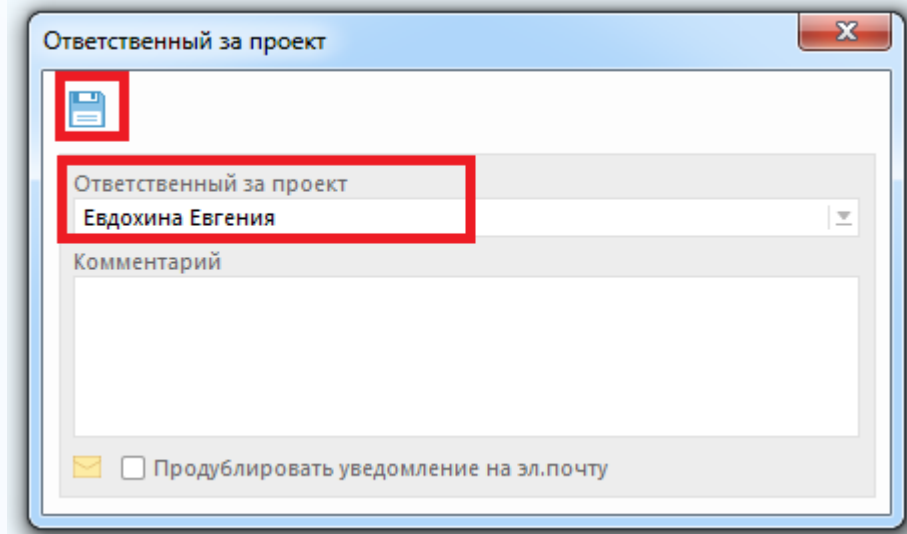 Ответственный за проект
Ответственный за проект
Евдохина Евгения
Комментарий
Продублировать уведомление на эл.почту